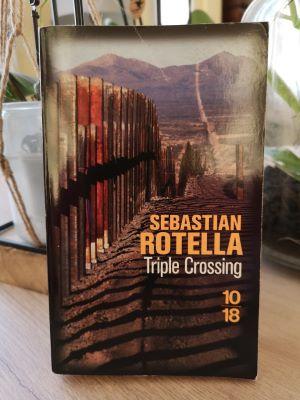 SEBASTIAN
ROTELLA
Triple Crossing
10
18